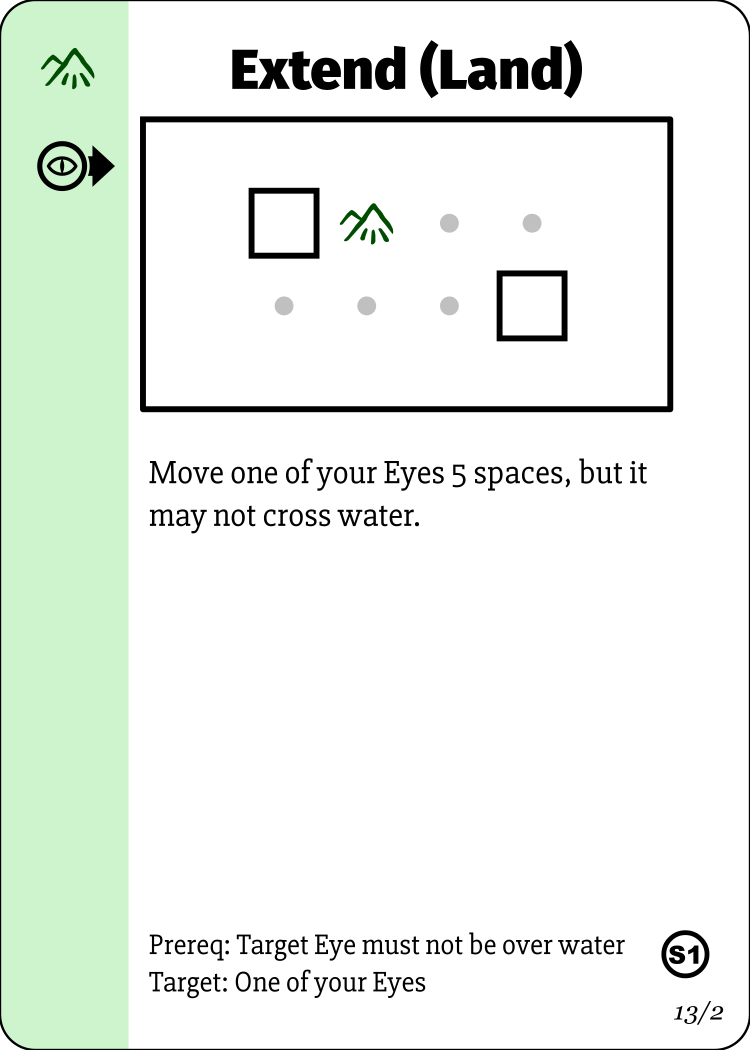 Extend (Land)
Move one of your Eyes 5 spaces, but it
may not cross water.
Prereq: Target Eye must not be over water
Target: One of your Eyes
S1
13/2